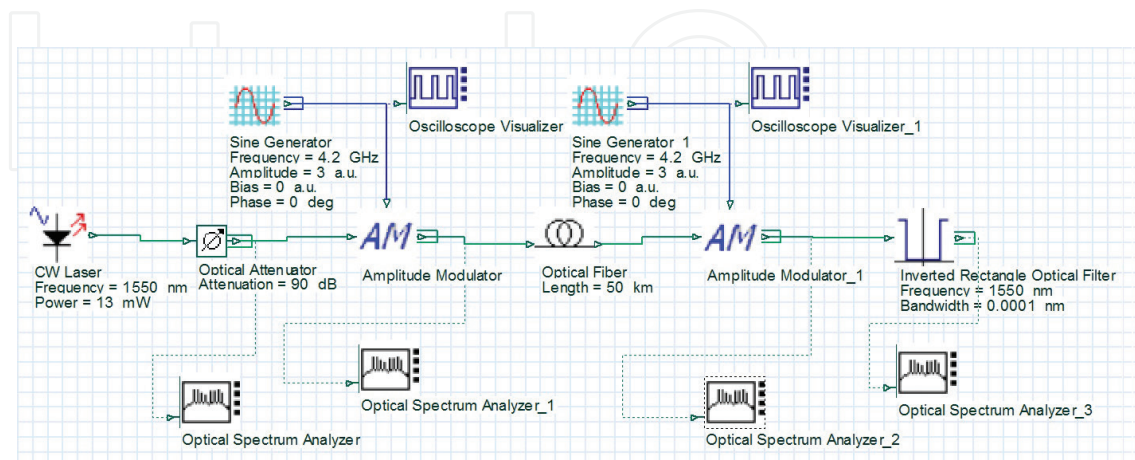 Oscilloscope Visualizer
Oscilloscope Visualizer_1
Sine Generator
Frequency = 4.2 GHz
Amplitude = 3 a.u.
Bias = 0 a.u.
Phase = 0 deg
Sine Generator 1
Frequency = 4.2 GHz
Amplitude = 3 a.u.
Bias = 0 a.u.
Phase = 0 deg
CW Laser
Frequency = 1550 nm
Power = 13 mW
Optical Attenuator
Attenuation = 90 dB
AM
Amplitude Modulator
Optical Fiber
Length = 50 km
AM
Amplitude Modulator_1
Inverted Rectangle Optical Filter
Frequency = 1550 nm
Bandwidth = 0.0001 nm
Optical Spectrum Analyzer
Optical Spectrum Analyzer_1
Optical Spectrum Analyzer_2
Optical Spectrum Analyzer_3